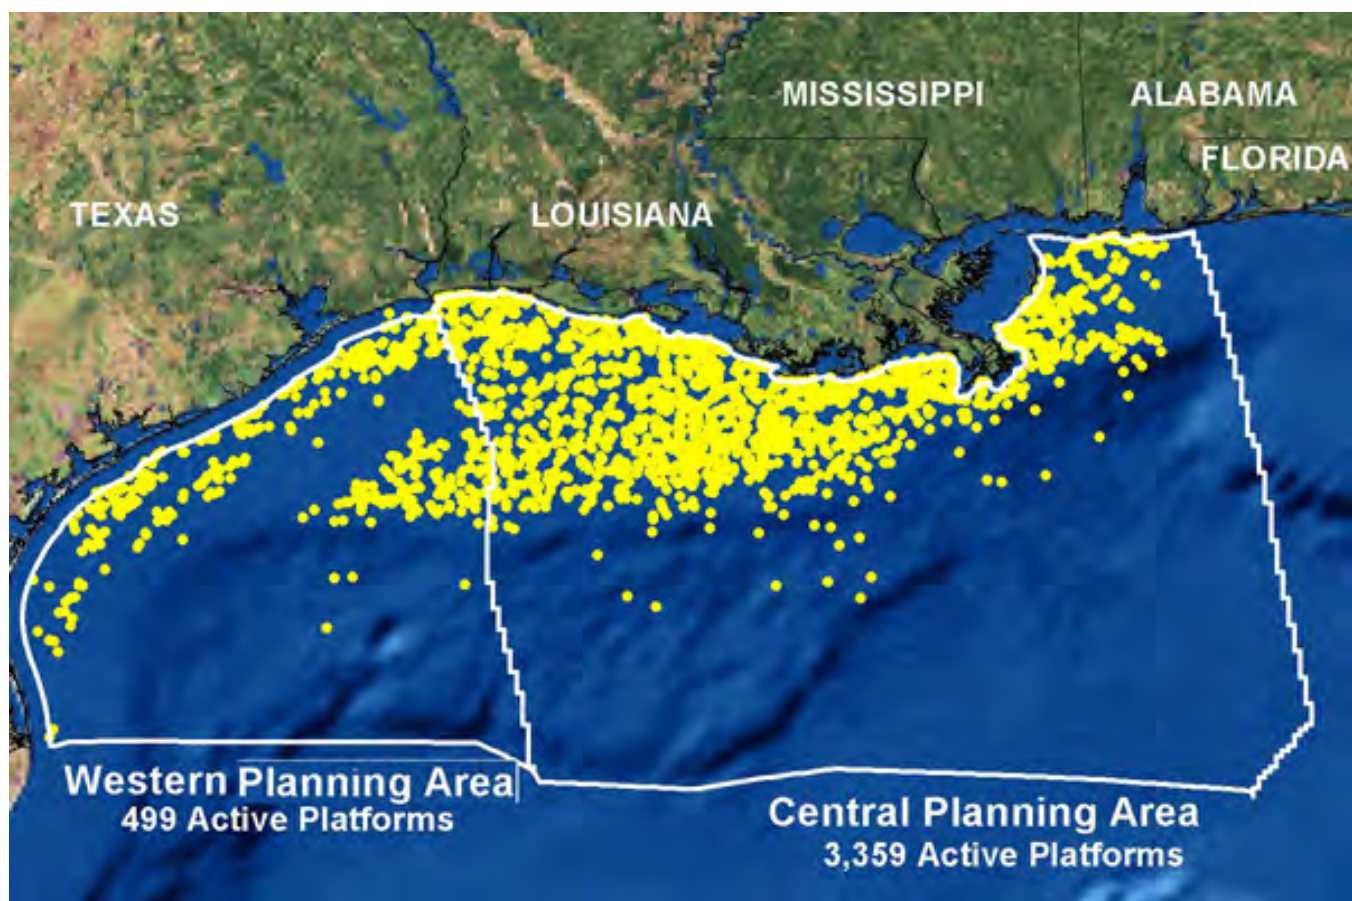 MISSISSIPPI
ALABAMA
FLORIDA
TEXAS
LOUISIANA
Western Planning Area
499 Active Platforms
Central Planning Area
3,359 Active Platforms